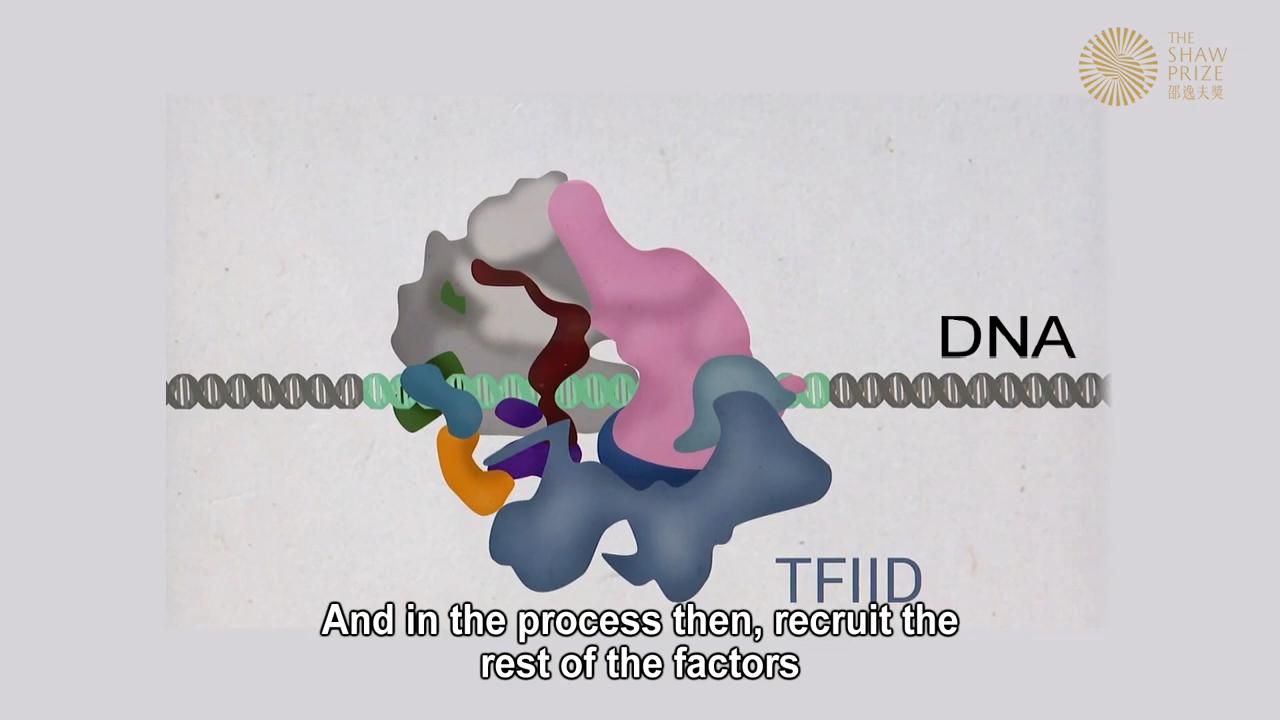 THE
SHAW
PRIZE
邵逸夫獎
DNA
TFIID
And in the process then, recruit the
rest of the factors